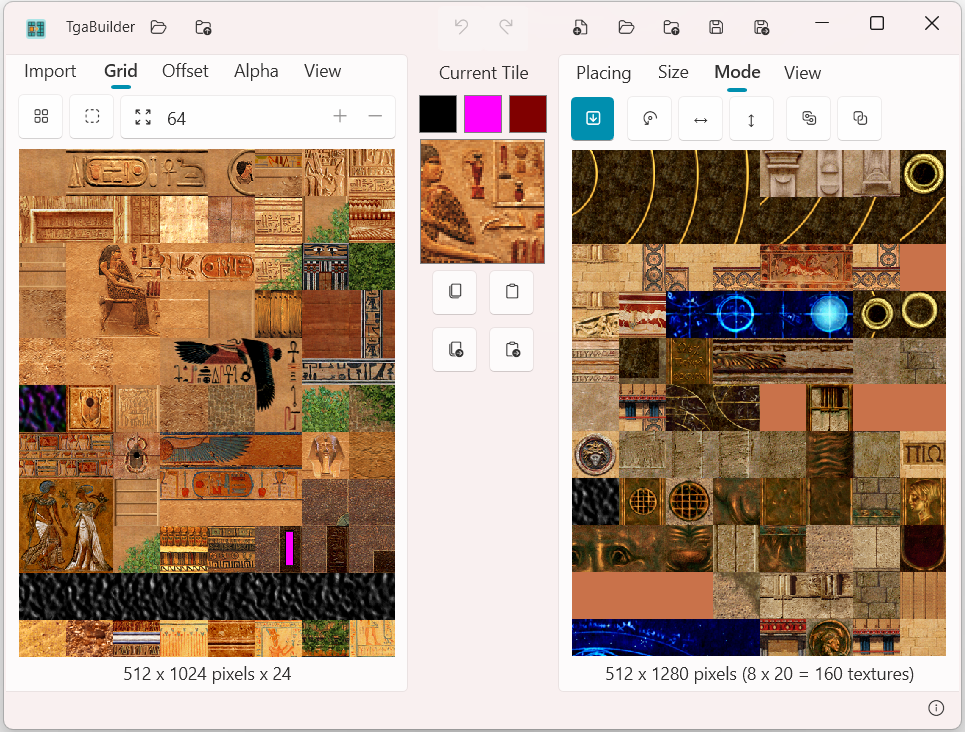 TgaBuilder
Import Grid Offset Alpha View
64
Current Tile
Placing Size Mode View
ΠΩ
512 x 1024 pixels x 24
512 x 1280 pixels (8 x 20 = 160 textures)